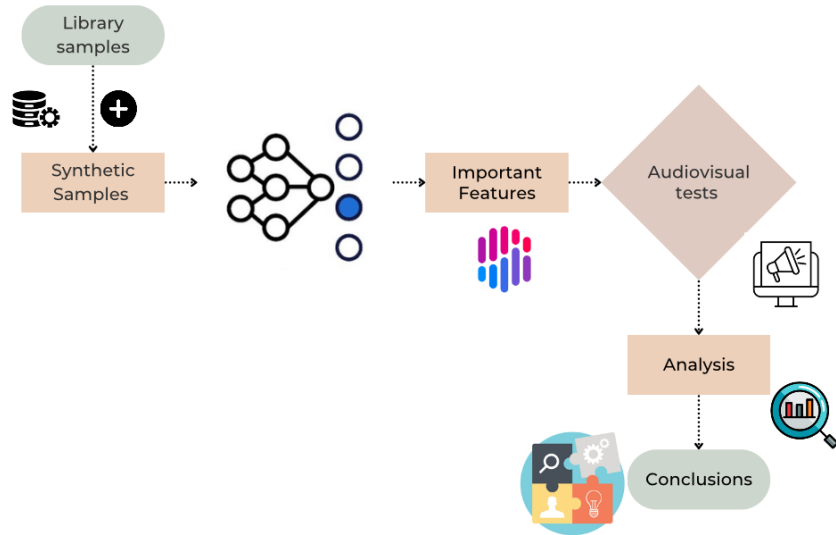 Library
samples
Synthetic
Samples
Important
Features
Audiovisual
tests
Analysis
Conclusions